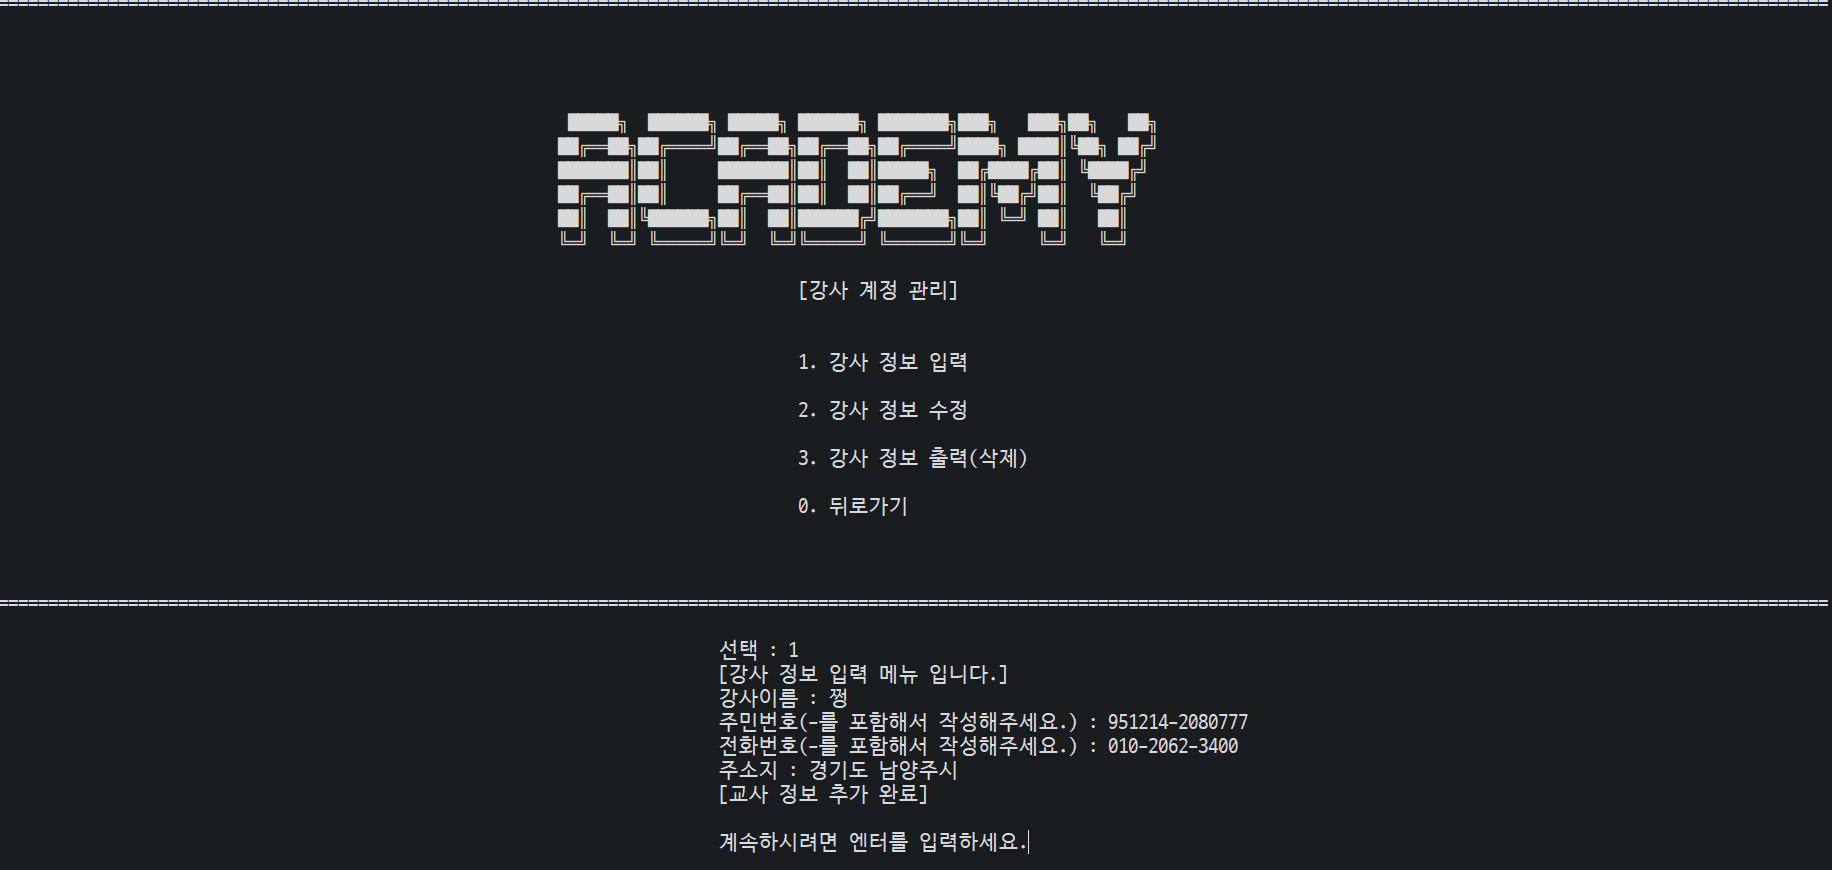 ACADEMY
[강사 계정 관리]
1. 강사 정보 입력
2. 강사 정보 수정
3. 강사 정보 출력(삭제)
0. 뒤로가기
선택 : 1
[강사 정보 입력 메뉴 입니다.]
강사이름 : 쩡
주민번호(-를 포함해서 작성해주세요.) : 951214-2080777
전화번호(-를 포함해서 작성해주세요.) : 010-2062-3400
주소지 : 경기도 남양주시
[교사 정보 추가 완료]
계속하시려면 엔터를 입력하세요.